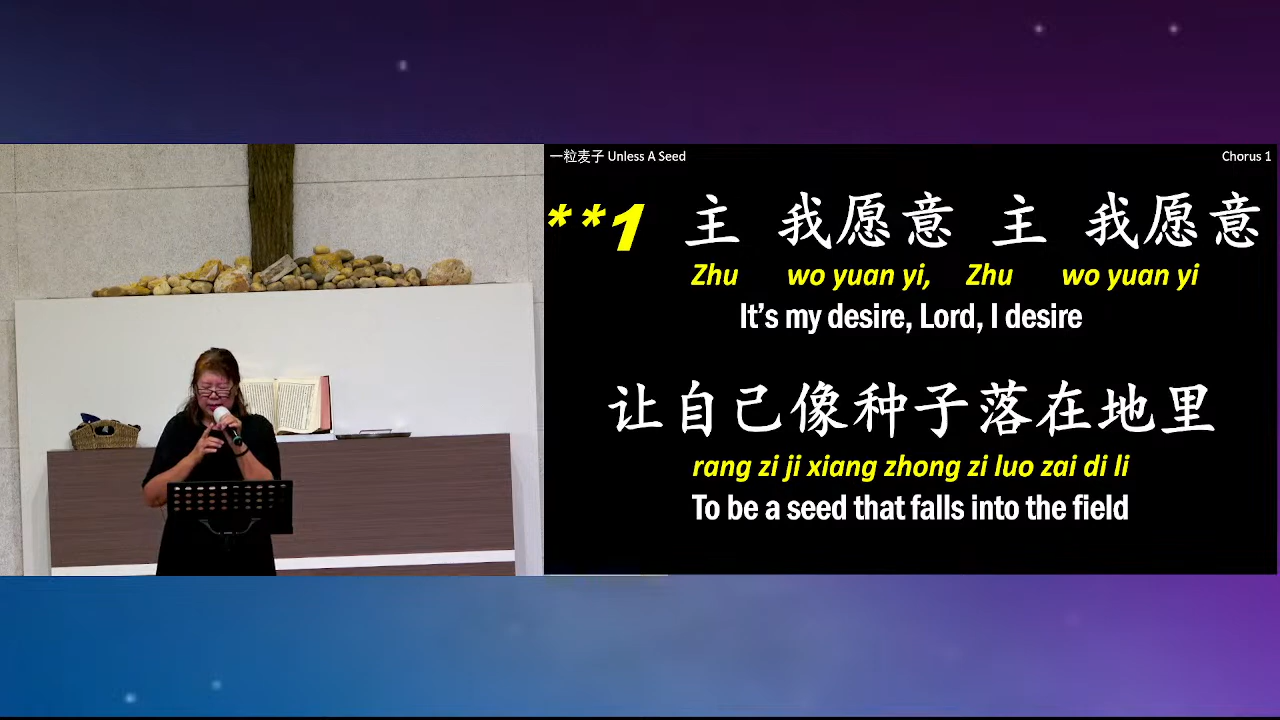 一粒麦子 Unless A Seed
Chorus 1
**1 主 我愿意 主 我愿意
Zhu wo yuan yi, Zhu wo yuan yi
It's my desire, Lord, I desire
让自己像种子落在地里
rang zi ji xiang zhong zi luo zai di li
To be a seed that falls into the field